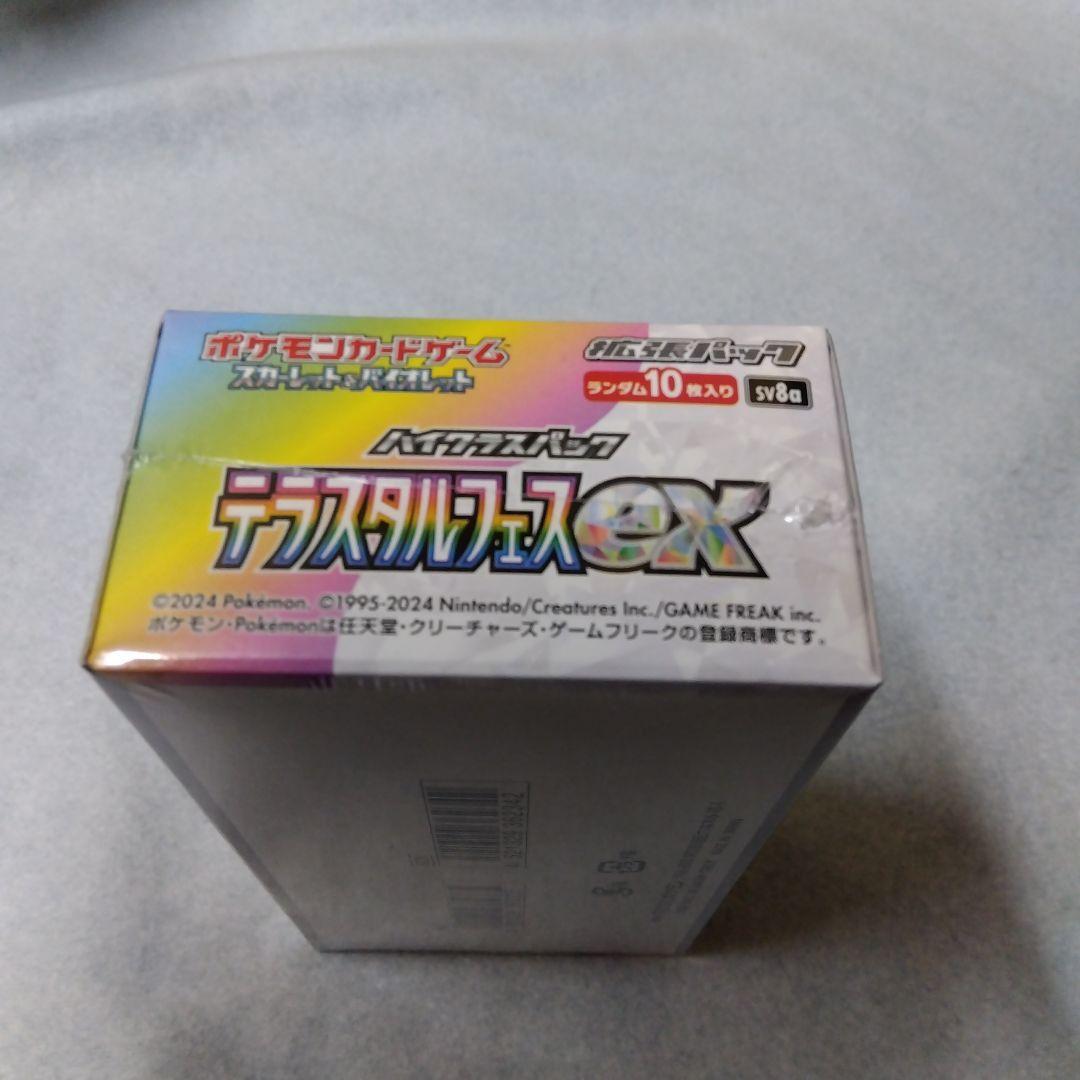 ポケモンカードゲーム
スカーレット&バイオレット
拡張パック
ランダム10枚入り
SV8a
ハイクラスパック
テラスタルフェスex
©2024 Pokémon. ©1995-2024 Nintendo/Creatures Inc./GAME FREAK inc.
ポケモン・Pokémonは任天堂・クリーチャーズ・ゲームフリークの登録商標です。